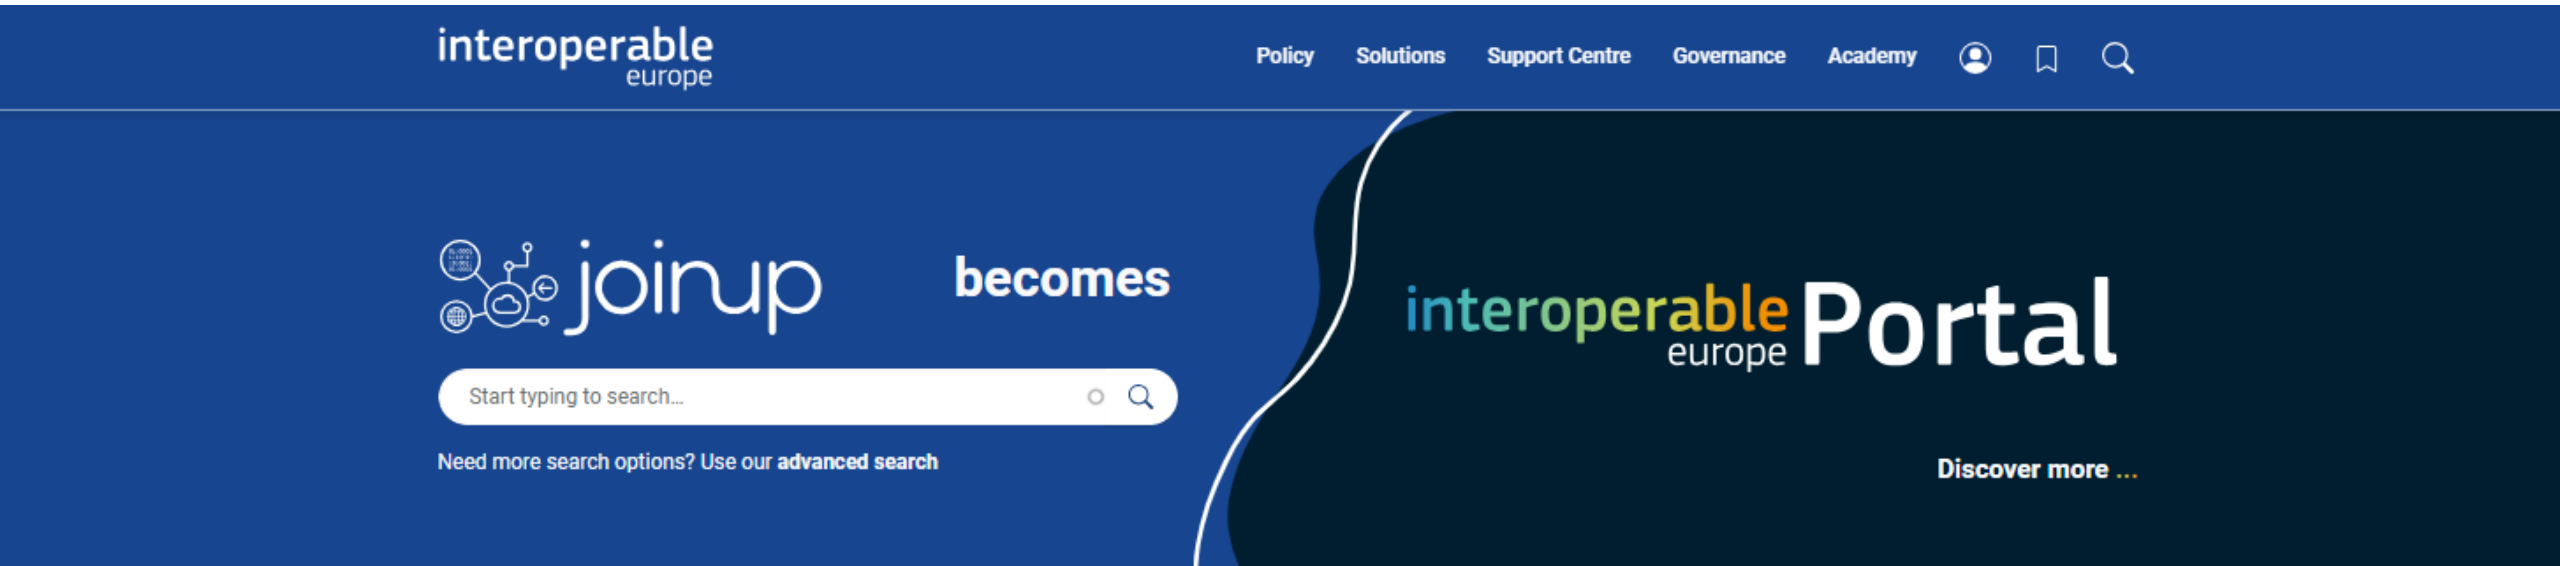 interoperable
europe
Policy Solutions Support Centre Governance Academy
joinup becomes
interoperable
europe
Portal
Start typing to search...
Need more search options? Use our advanced search
Discover more ...